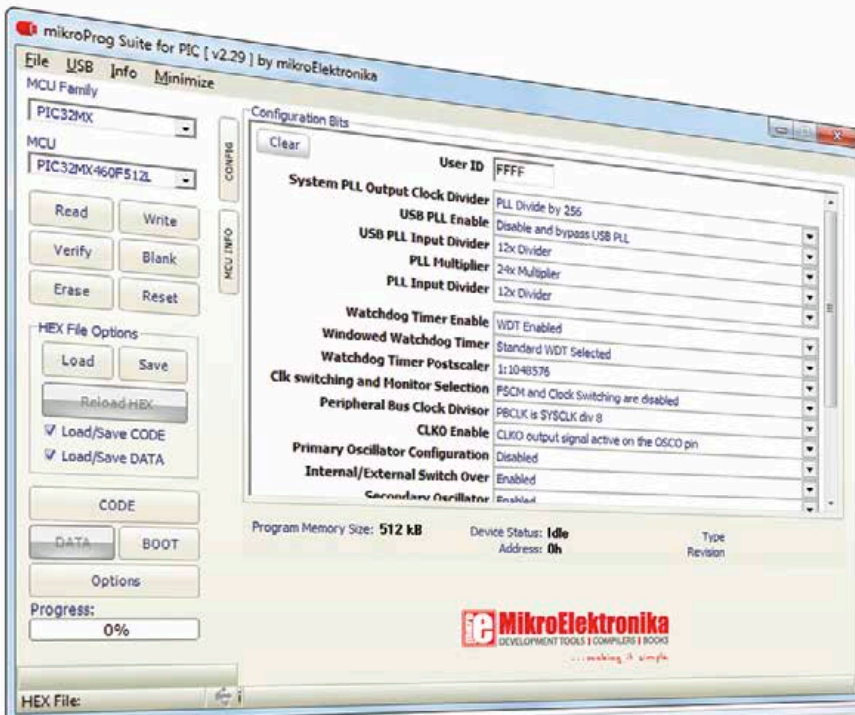 mikroProg Suite for PIC [ v2.29 ] by mikroElektronika
File USB Info Minimize
MCU Family
PIC32MX
MCU
PIC32MX460F512L
Read Write
Verify Blank
Erase Reset
HEX File Options
Load Save
Reload HEX
Load/Save CODE
Load/Save DATA
CODE
DATA BOOT
Options
Progress:
0%
HEX File:
CONFIG
MCU INFO
Configuration Bits
Clear
User ID FFFF
System PLL Output Clock Divider PLL Divide by 256
USB PLL Enable Disable and bypass USB PLL
USB PLL Input Divider 12x Divider
PLL Multiplier 24x Multiplier
PLL Input Divider 12x Divider
Watchdog Timer Enable WDT Enabled
Windowed Watchdog Timer Standard WDT Selected
Watchdog Timer Postscaler 1:1048576
Clk switching and Monitor Selection FSCM and Clock Switching are disabled
Peripheral Bus Clock Divisor PBCLK is SYSCLK div 8
CLKO Enable CLKO output signal active on the OSCO pin
Primary Oscillator Configuration Disabled
Internal/External Switch Over Enabled
Secondary Oscillator Enabled
Program Memory Size: 512 kB
Device Status: Idle
Address: 0h
Type
Revision
MikroElektronika
DEVELOPMENT TOOLS | COMPILERS | BOOKS
...making it simple